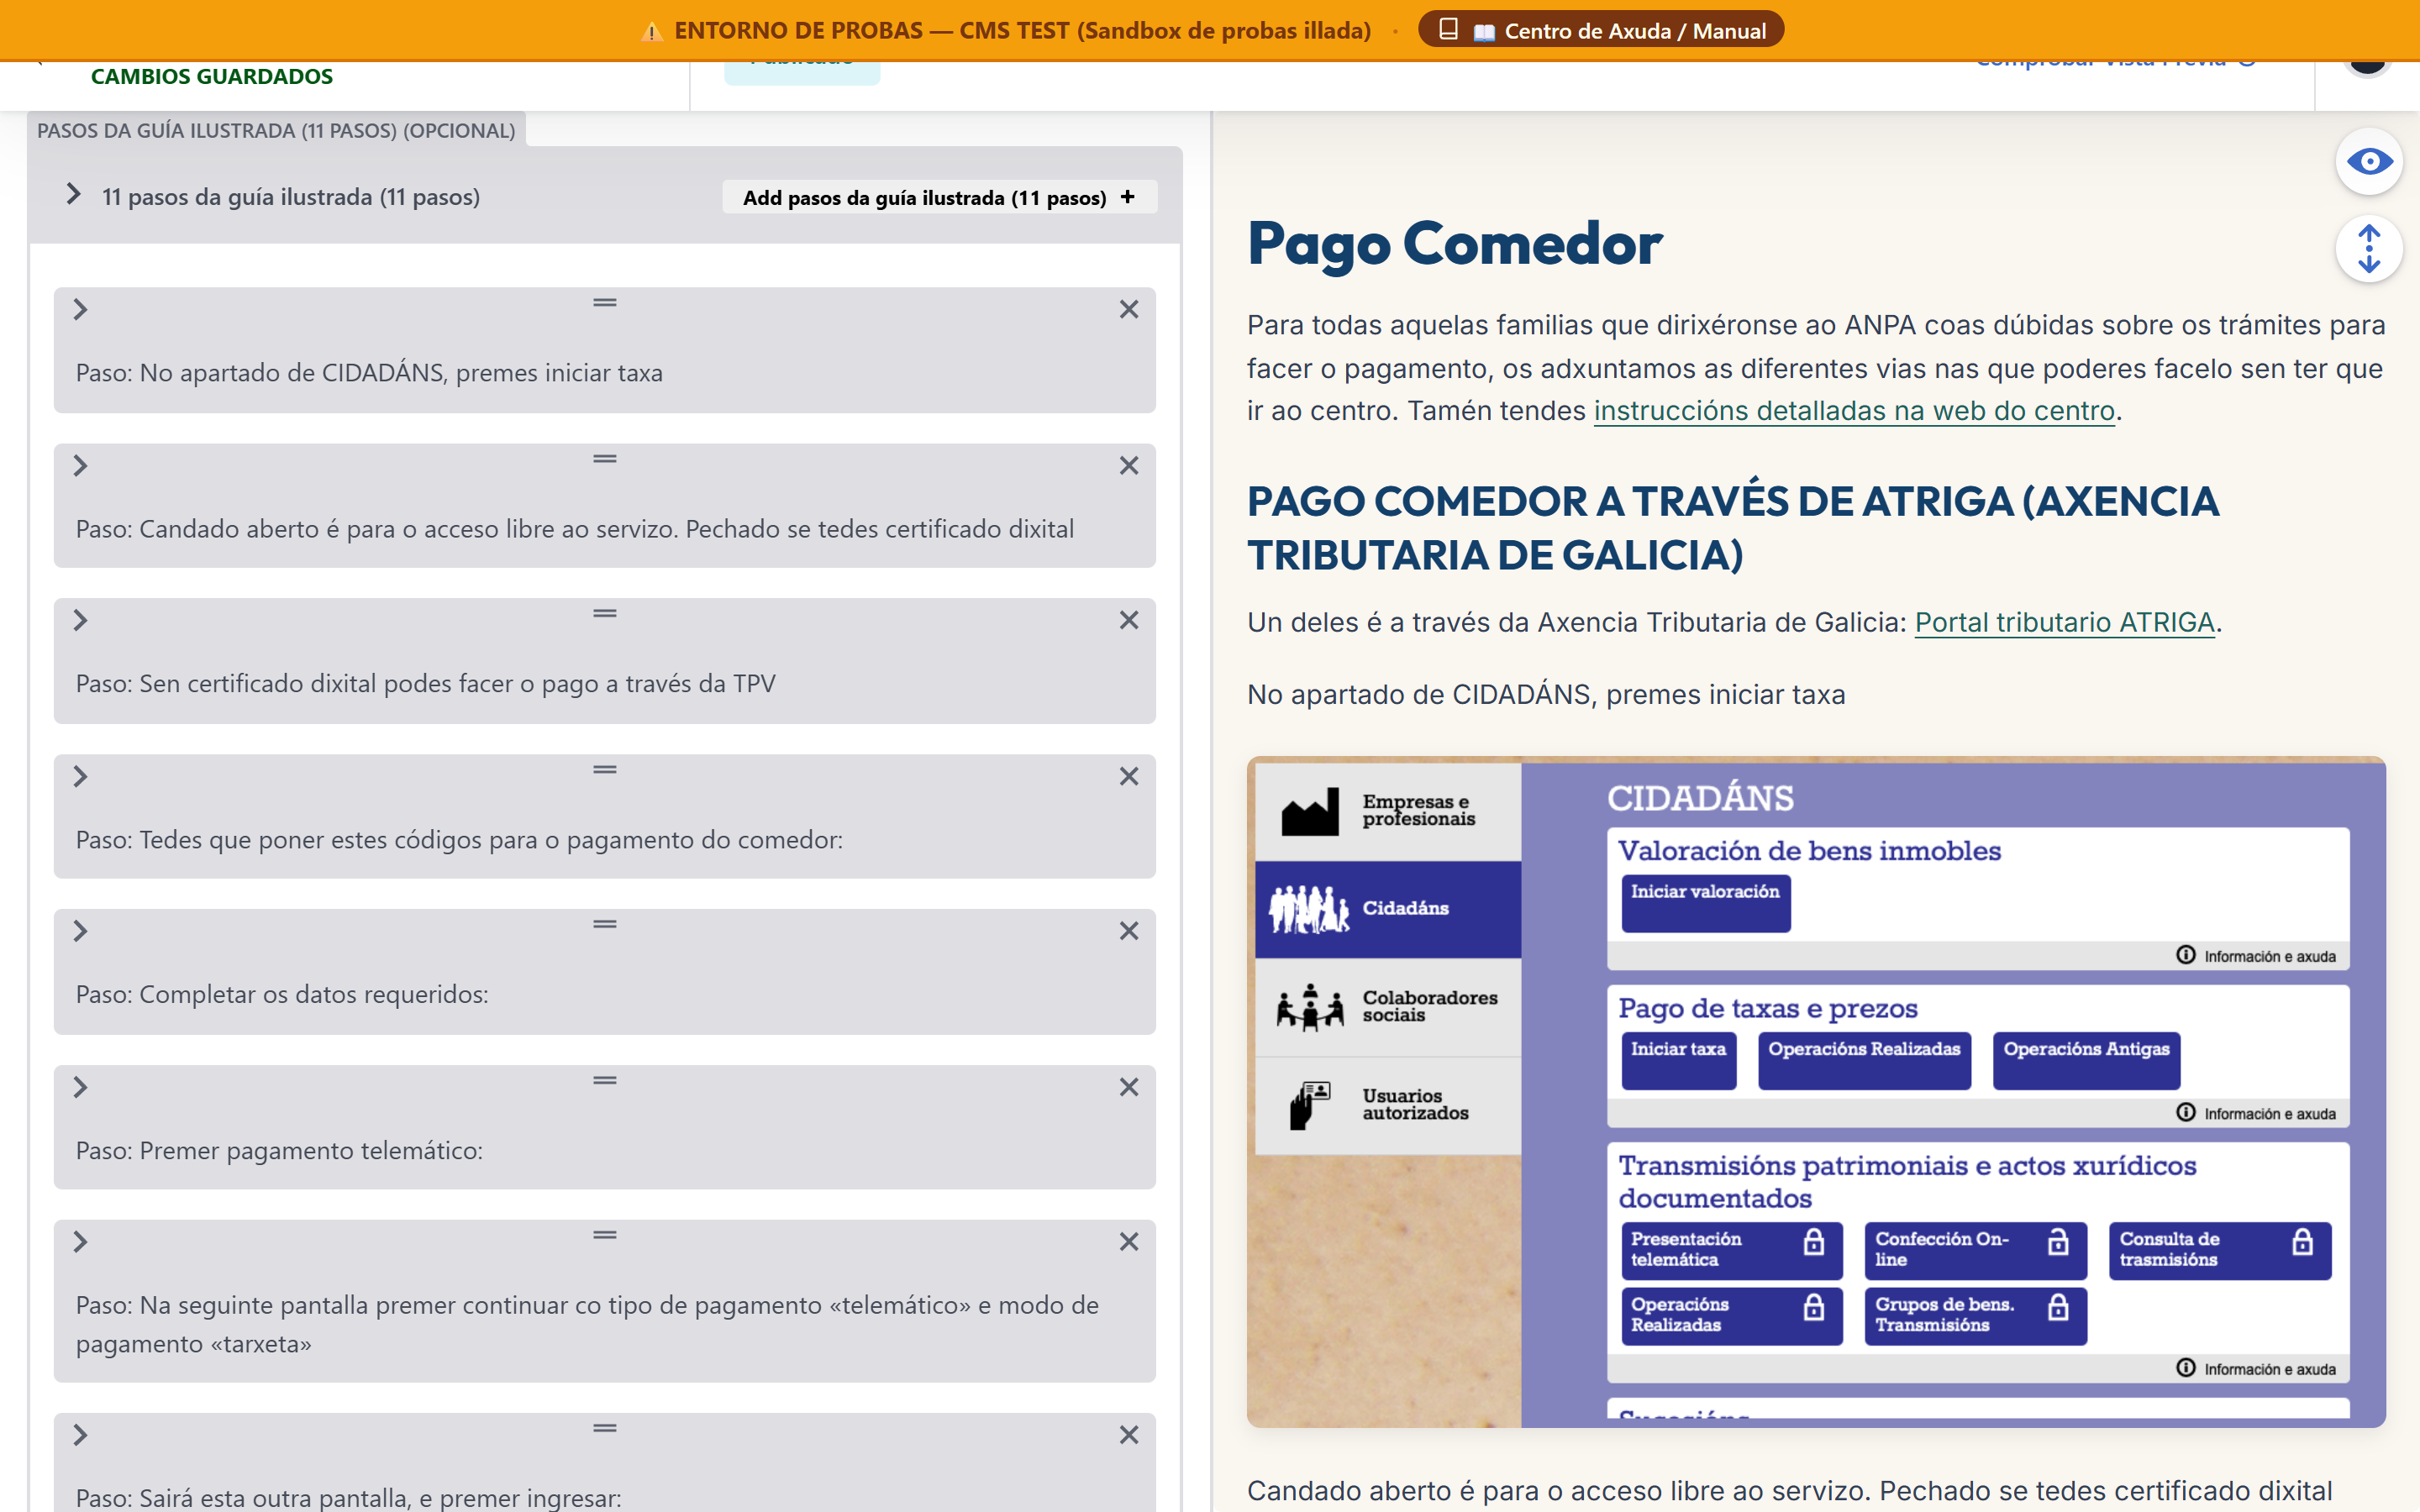 ⚠️ ENTORNO DE PROBAS — CMS TEST (Sandbox de probas illada) · 📖 Centro de Axuda / Manual
CAMBIOS GUARDADOS
Publicado
Comprobar Vista Previa
PASOS DA GUÍA ILUSTRADA (11 PASOS) (OPCIONAL)
11 pasos da guía ilustrada (11 pasos)
Add pasos da guía ilustrada (11 pasos) +
Paso: No apartado de CIDADÁNS, premes iniciar taxa
Paso: Candado aberto é para o acceso libre ao servizo. Pechado se tedes certificado dixital
Paso: Sen certificado dixital podes facer o pago a través da TPV
Paso: Tedes que poner estes códigos para o pagamento do comedor:
Paso: Completar os datos requeridos:
Paso: Premer pagamento telemático:
Paso: Na seguinte pantalla premer continuar co tipo de pagamento «telemático» e modo de
pagamento «tarxeta»
Paso: Sairá esta outra pantalla, e premer ingresar:
Pago Comedor
Para todas aquelas familias que dirixéronse ao ANPA coas dúbidas sobre os trámites para
facer o pagamento, os adxuntamos as diferentes vias nas que poderes facelo sen ter que
ir ao centro. Tamén tendes instruccións detalladas na web do centro.
PAGO COMEDOR A TRAVÉS DE ATRIGA (AXENCIA
TRIBUTARIA DE GALICIA)
Un deles é a través da Axencia Tributaria de Galicia: Portal tributario ATRIGA.
No apartado de CIDADÁNS, premes iniciar taxa
Empresas e
profesionais
Cidadáns
Colaboradores
sociais
Usuarios
autorizados
CIDADÁNS
Valoración de bens inmobles
Iniciar valoración
Información e axuda
Pago de taxas e prezos
Iniciar taxa
Operacións Realizadas
Operacións Antigas
Información e axuda
Transmisións patrimoniais e actos xurídicos
documentados
Presentación
telemática
Confección On-
line
Consulta de
trasmisións
Operacións
Realizadas
Grupos de bens.
Transmisións
Información e axuda
Candado aberto é para o acceso libre ao servizo. Pechado se tedes certificado dixital